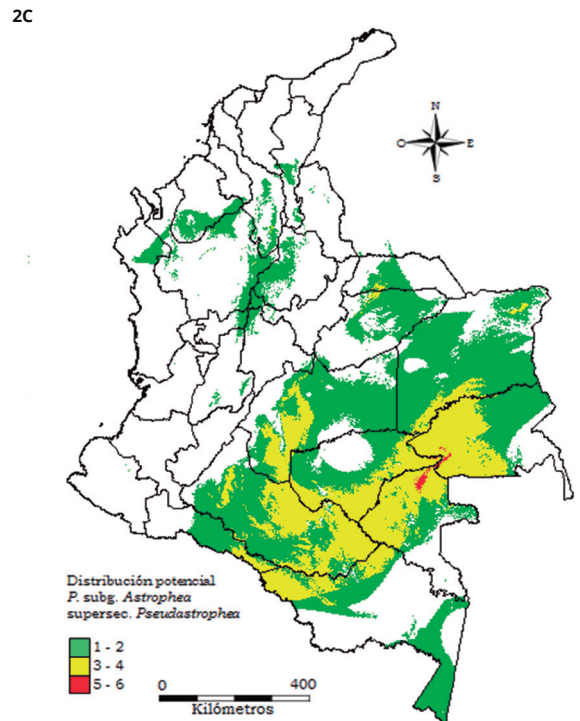 2C
N
O E
S
Distribución potencial
P. subg. Astrophea
supersec. Pseudastrophea
1 - 2
3 - 4
5 - 6
0 400
Kilómetros